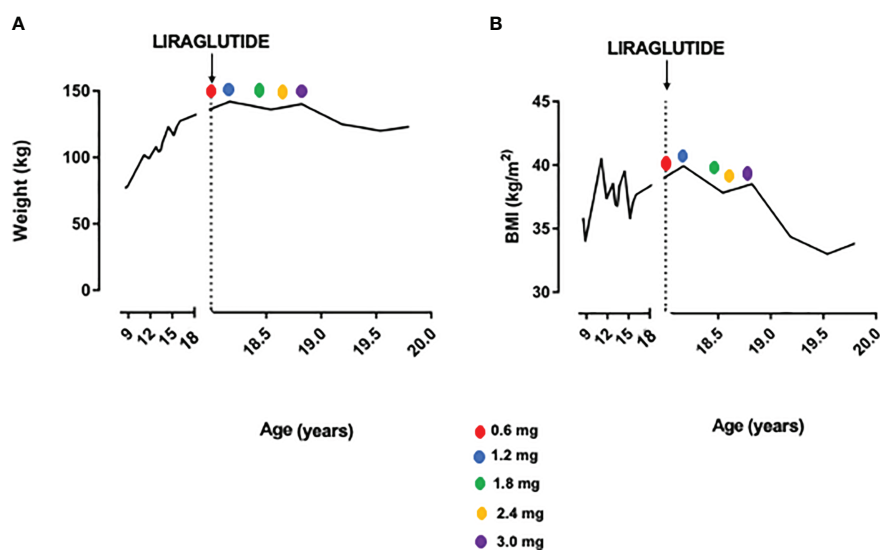 A
LIRAGLUTIDE
Weight (kg)
150
100
50
0
9 12 15 18 18.5 19.0 19.5 20.0
Age (years)
B
LIRAGLUTIDE
BMI (kg/m²)
45
40
35
30
9 12 15 18 18.5 19.0 19.5 20.0
Age (years)
0.6 mg
1.2 mg
1.8 mg
2.4 mg
3.0 mg